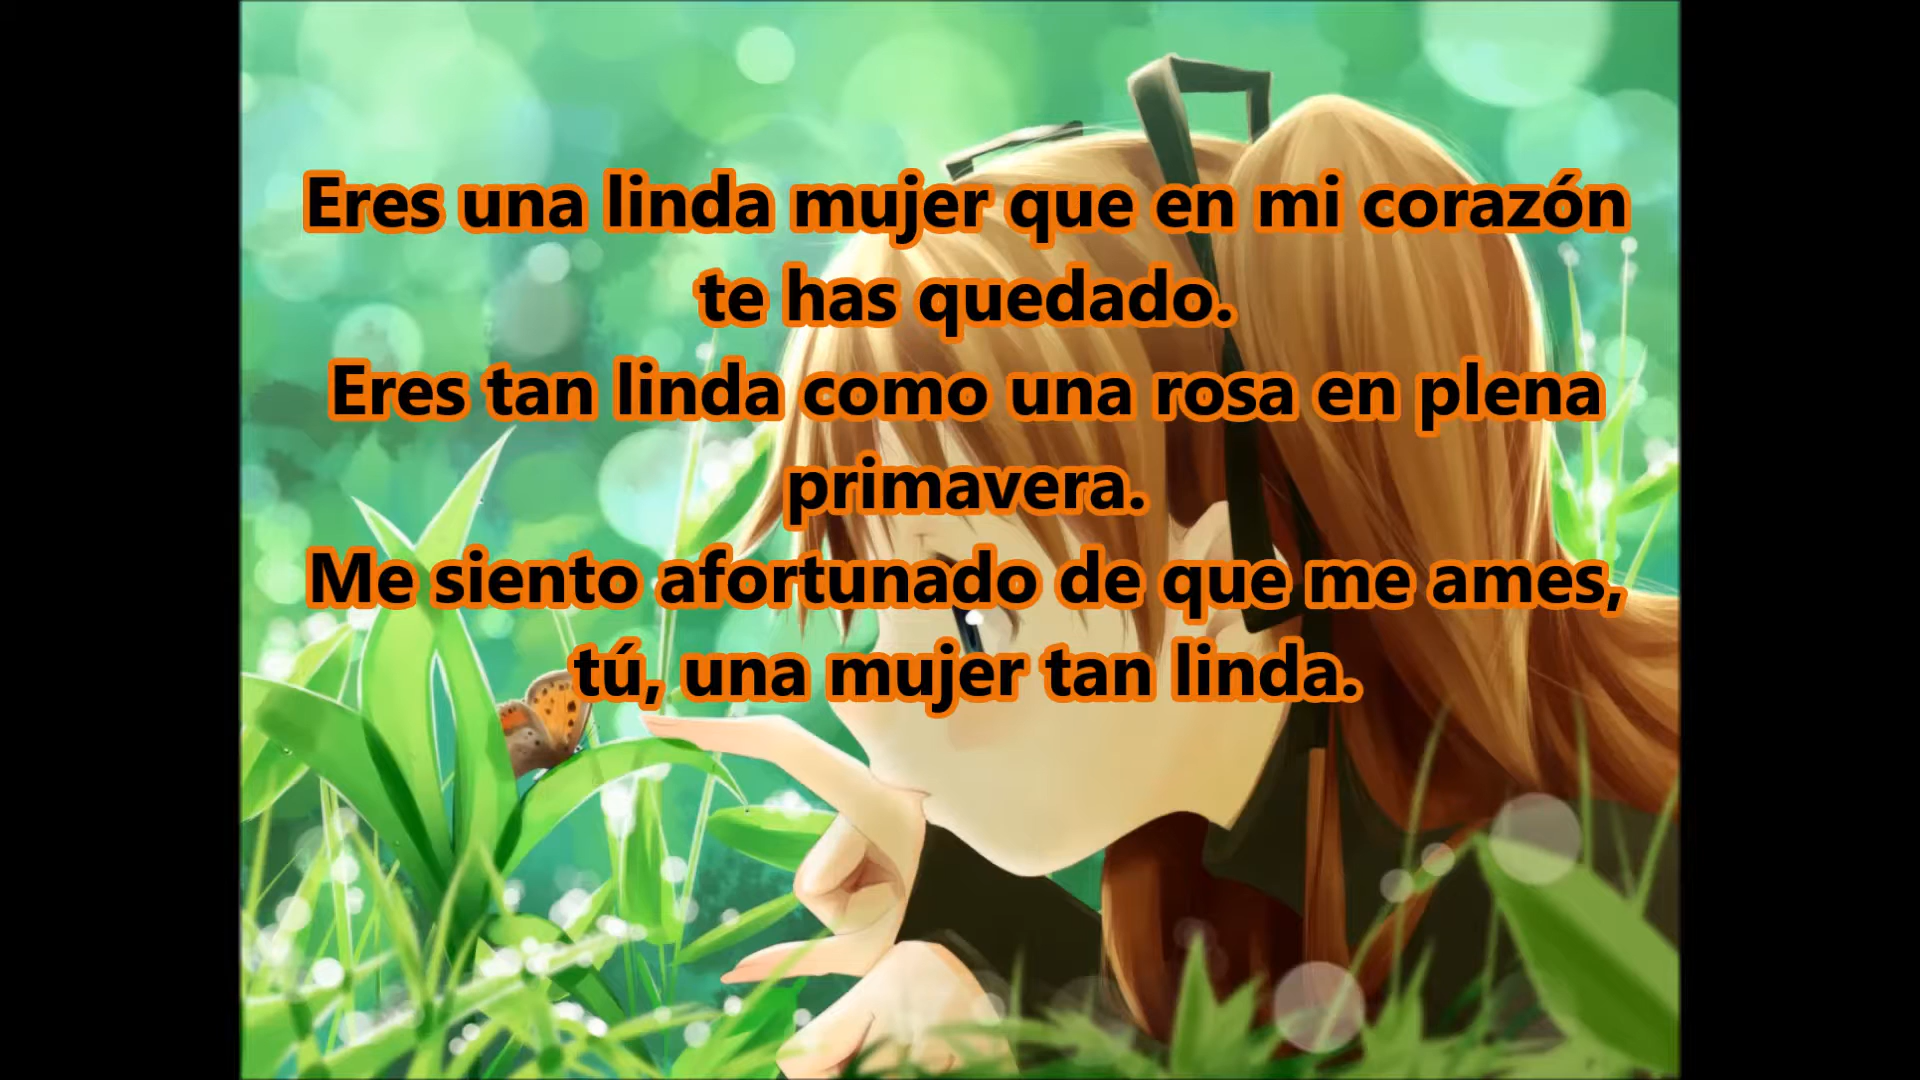 Eres una linda mujer que en mi corazón
te has quedado.
Eres tan linda como una rosa en plena
primavera.
Me siento afortunado de que me ames,
tú, una mujer tan linda.